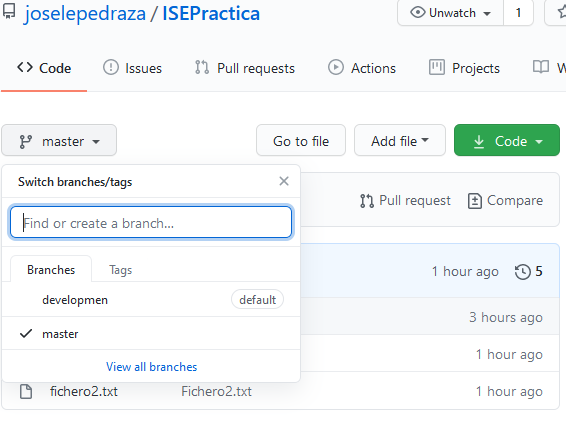 joselepedraza / ISEPractica
Unwatch 1
Code Issues Pull requests Actions Projects
master Go to file Add file Code
Switch branches/tags
Pull request Compare
Find or create a branch...
Branches Tags
1 hour ago 5
developmen default
3 hours ago
master
1 hour ago
View all branches
fichero2.txt Fichero2.txt 1 hour ago